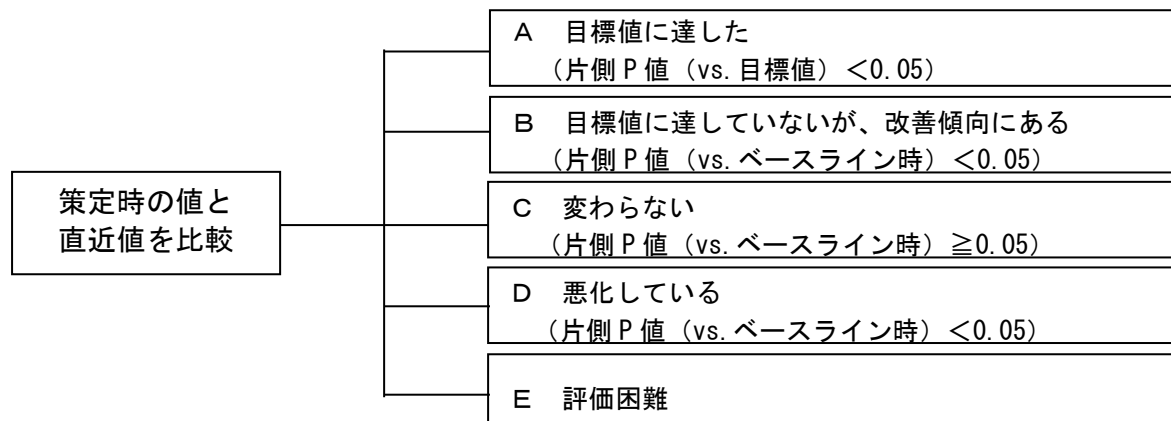 策定時の値と
直近値を比較
A　目標値に達した
（片側 P 値（vs.目標値）＜0.05）
B　目標値に達していないが、改善傾向にある
（片側 P 値（vs.ベースライン時）＜0.05）
C　変わらない
（片側 P 値（vs.ベースライン時）≧0.05）
D　悪化している
（片側 P 値（vs.ベースライン時）＜0.05）
E　評価困難